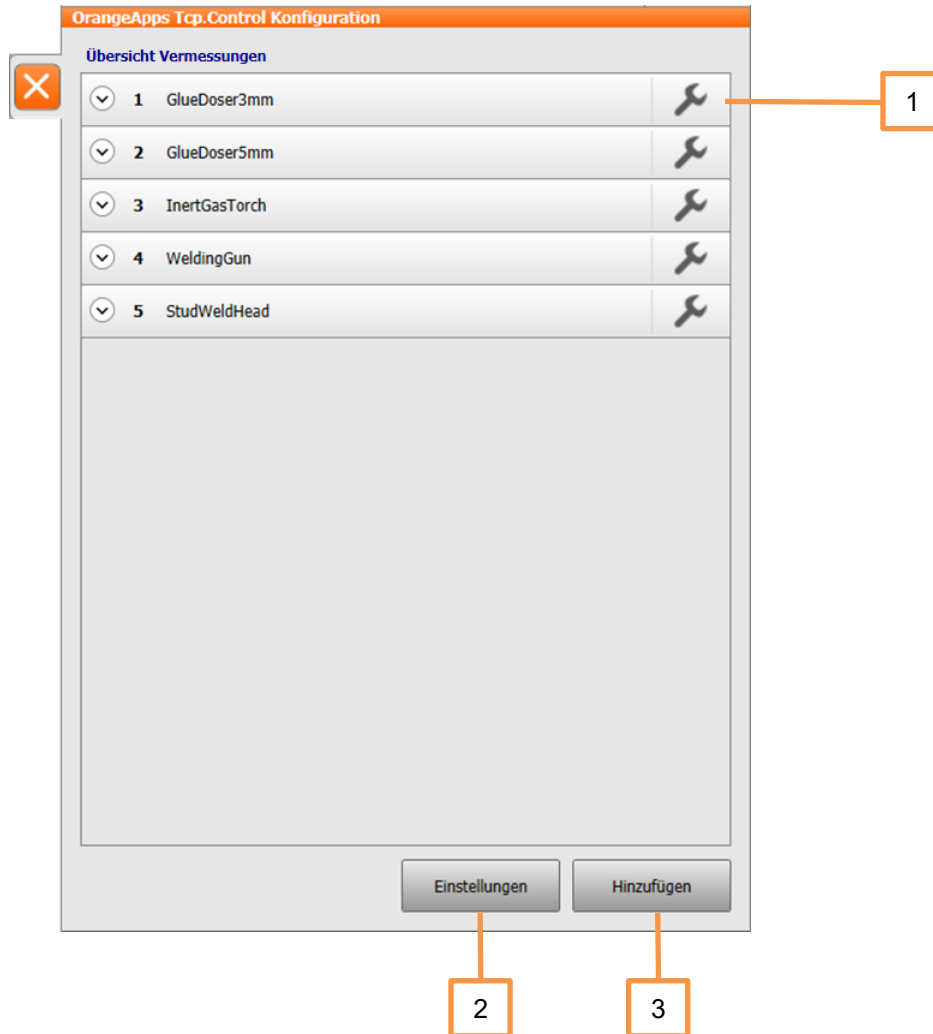 OrangeApps Tcp.Control Konfiguration
Übersicht Vermessungen
1 GlueDoser3mm
1
2 GlueDoser5mm
3 InertGasTorch
4 WeldingGun
5 StudWeldHead
Einstellungen Hinzufügen
2 3